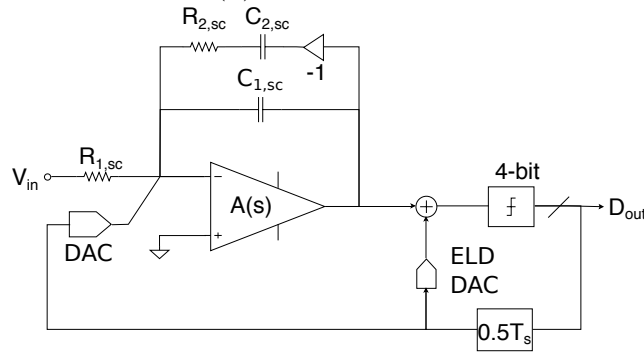 R2,sc
C2,sc
-1
C1,sc
Vin
R1,sc
A(s)
4-bit
Dout
DAC
ELD
DAC
0.5Ts